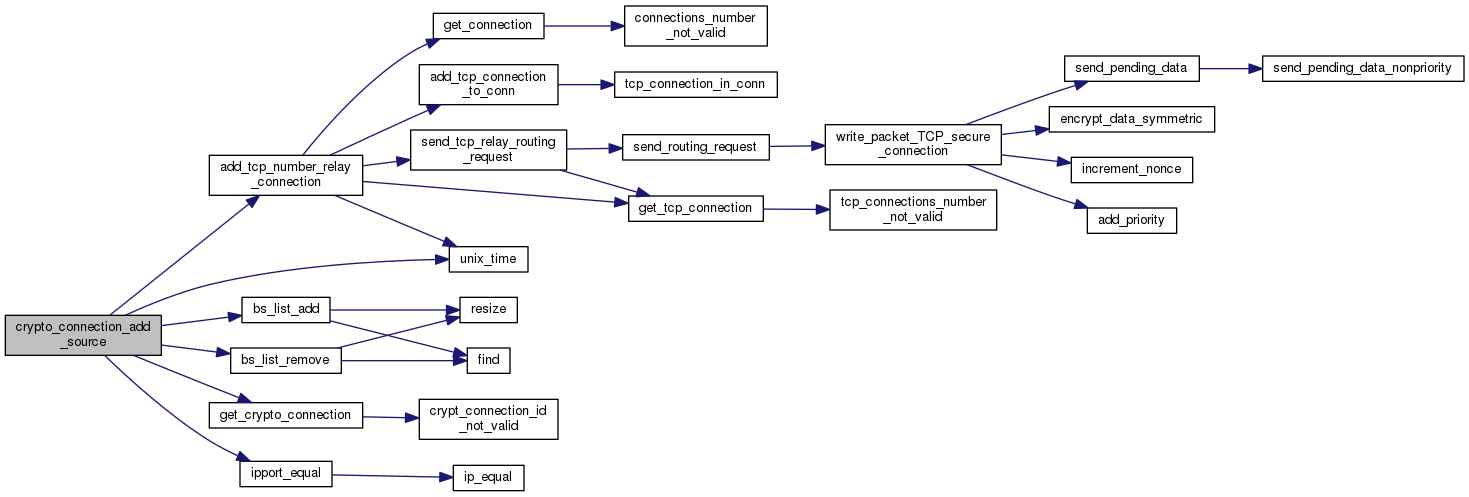 get_connection
connections_number
_not_valid
add_tcp_connection
_to_conn
tcp_connection_in_conn
send_pending_data
send_pending_data_nonpriority
encrypt_data_symmetric
send_tcp_relay_routing
_request
send_routing_request
write_packet_TCP_secure
_connection
increment_nonce
add_tcp_number_relay
_connection
get_tcp_connection
tcp_connections_number
_not_valid
add_priority
unix_time
crypto_connection_add
_source
bs_list_add
resize
bs_list_remove
find
get_crypto_connection
crypt_connection_id
_not_valid
ipport_equal
ip_equal